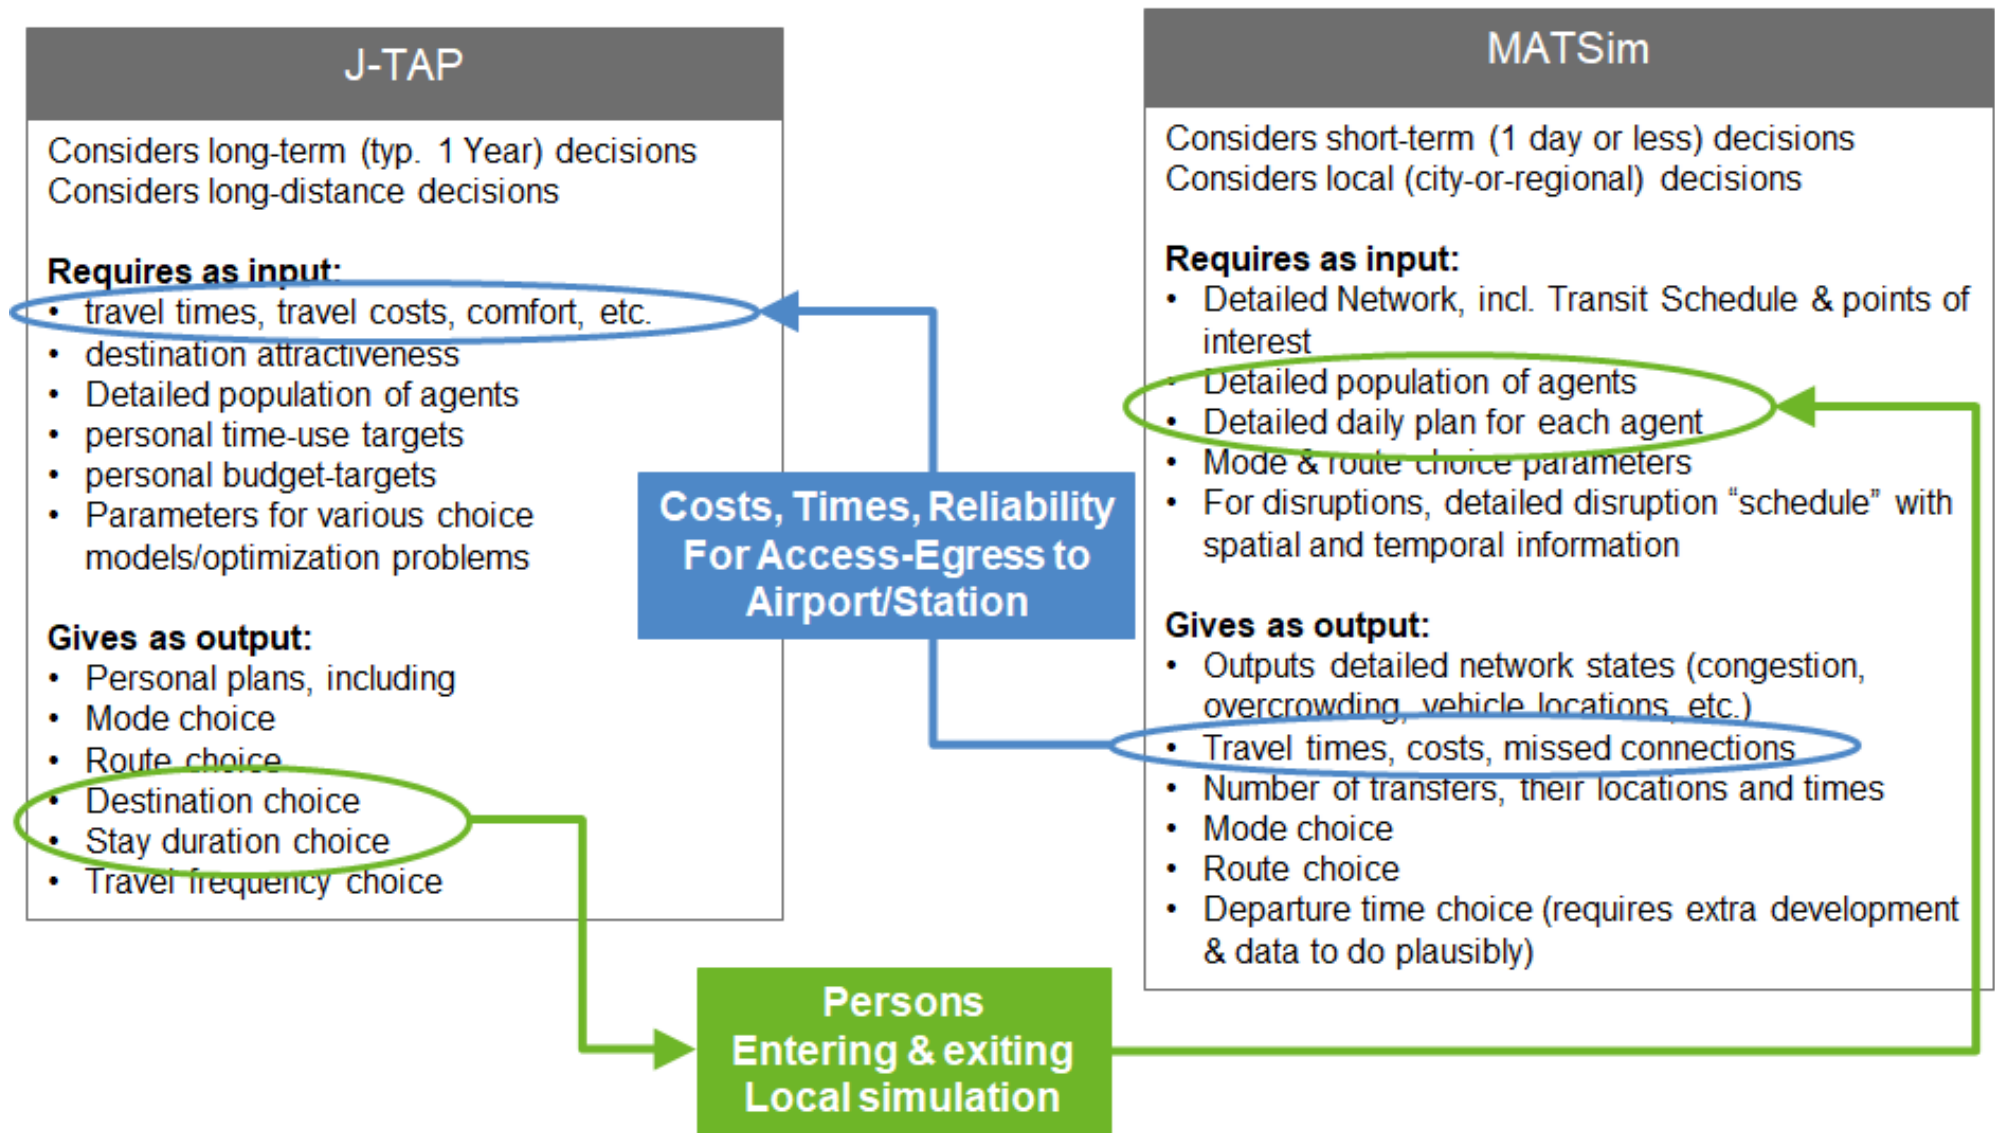 J-TAP
Considers long-term (typ. 1 Year) decisions
Considers long-distance decisions
Requires as input:
• travel times, travel costs, comfort, etc.
• destination attractiveness
• Detailed population of agents
• personal time-use targets
• personal budget-targets
• Parameters for various choice
models/optimization problems
Gives as output:
• Personal plans, including
• Mode choice
• Route choice
• Destination choice
• Stay duration choice
• Travel frequency choice
Costs, Times, Reliability
For Access-Egress to
Airport/Station
Persons
Entering & exiting
Local simulation
MATSim
Considers short-term (1 day or less) decisions
Considers local (city-or-regional) decisions
Requires as input:
• Detailed Network, incl. Transit Schedule & points of
interest
• Detailed population of agents
• Detailed daily plan for each agent
• Mode & route choice parameters
• For disruptions, detailed disruption “schedule” with
spatial and temporal information
Gives as output:
• Outputs detailed network states (congestion,
overcrowding, vehicle locations, etc.)
• Travel times, costs, missed connections
• Number of transfers, their locations and times
• Mode choice
• Route choice
• Departure time choice (requires extra development
& data to do plausibly)